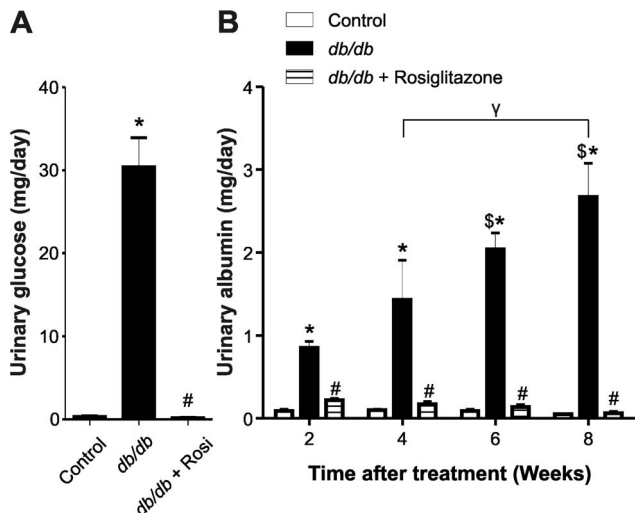 A
Urinary glucose (mg/day)
40
30
20
10
0
*
#
Control
db/db
db/db + Rosi
B
Control
db/db
db/db + Rosiglitazone
Urinary albumin (mg/day)
4
3
2
1
0
γ
*
#
*
#
$*
#
$*
#
2 4 6 8
Time after treatment (Weeks)